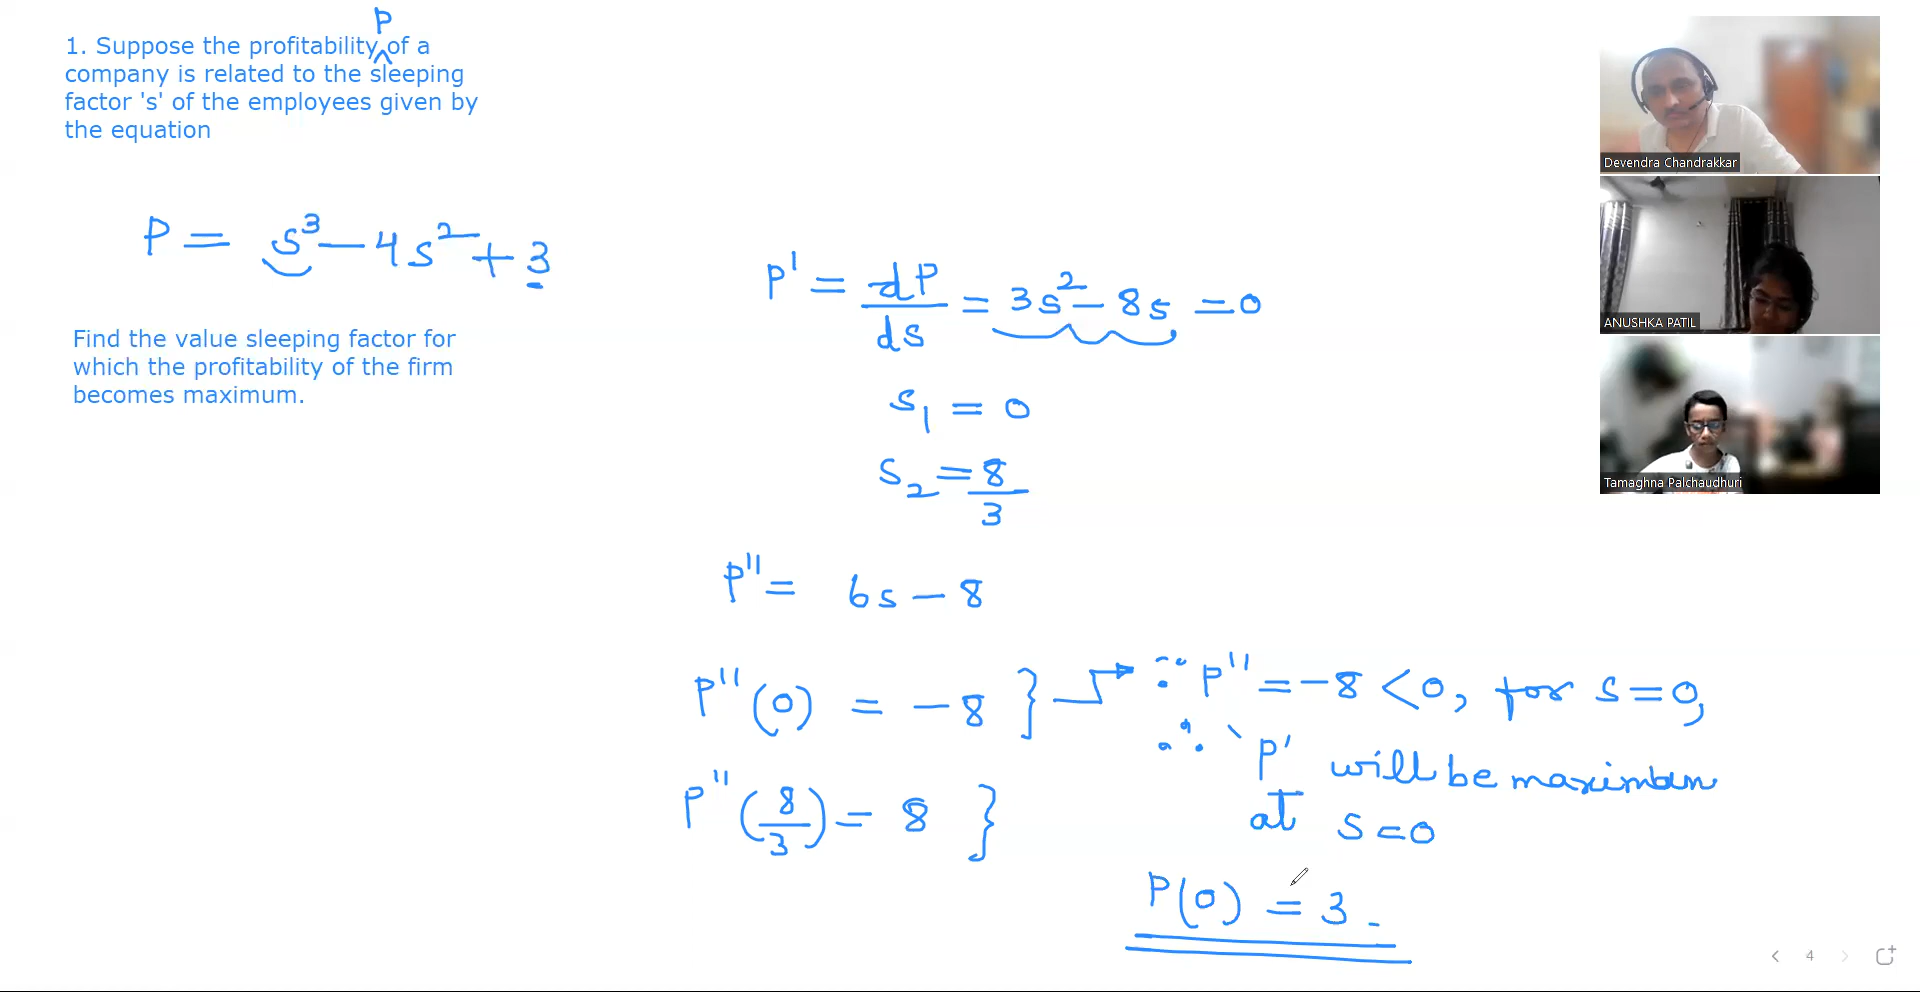 P
1. Suppose the profitability of a
company is related to the sleeping
factor 's' of the employees given by
the equation
P = s³ - 4s² + 3
Find the value sleeping factor for
which the profitability of the firm
becomes maximum.
P' = dP/ds = 3s² - 8s = 0
s₁ = 0
s₂ = 8/3
P'' = 6s - 8
P''(0) = -8 } → ∵ P'' = -8 < 0, for s = 0,
∴ 'P' will be maximum
at s = 0
P''(8/3) = 8 }
P(0) = 3.
Devendra Chandrakkar
ANUSHKA PATIL
Tamaghna Palchaudhuri
< 4 >